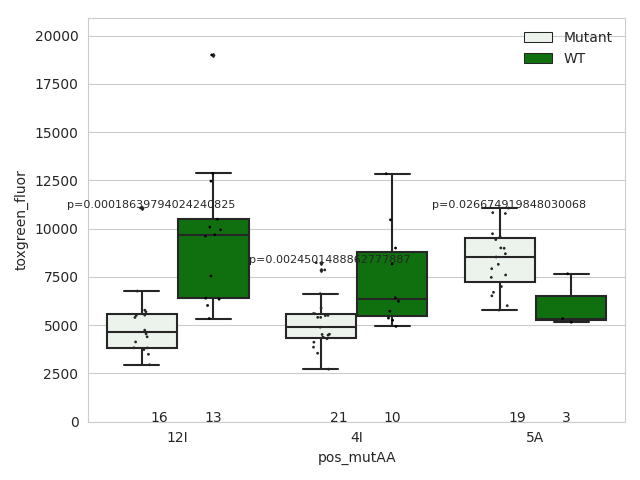 20000
17500
15000
12500
10000
7500
5000
2500
0
toxgreen_fluor
Mutant
WT
p=0.00018639794024240825
p=0.0024501488862777887
p=0.026674919848030068
16 13 21 10 19 3
12I 4I 5A
pos_mutAA